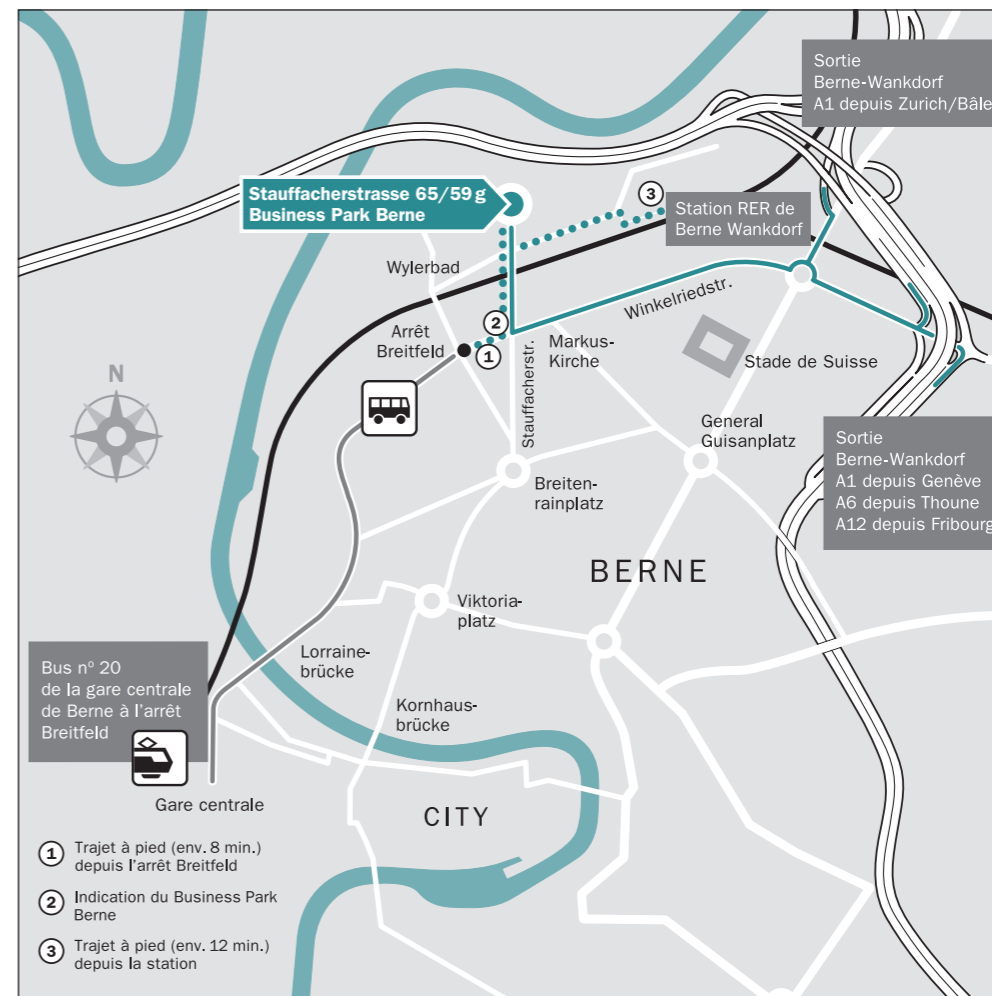 Sortie
Berne-Wankdorf
A1 depuis Zurich/Bâle
Stauffacherstrasse 65/59 g
Business Park Berne
3
Station RER de
Berne Wankdorf
Wylerbad
Winkelriedstr.
2
Arrêt
Breitfeld
1
Markus-
Kirche
Stauffacherstr.
Stade de Suisse
N
General
Guisanplatz
Sortie
Berne-Wankdorf
A1 depuis Genève
A6 depuis Thoune
A12 depuis Fribourg
Breiten-
rainplatz
BERNE
Viktoria-
platz
Lorraine-
brücke
Bus nº 20
de la gare centrale
de Berne à l'arrêt
Breitfeld
Kornhaus-
brücke
Gare centrale
CITY
1 Trajet à pied (env. 8 min.)
depuis l'arrêt Breitfeld
2 Indication du Business Park
Berne
3 Trajet à pied (env. 12 min.)
depuis la station